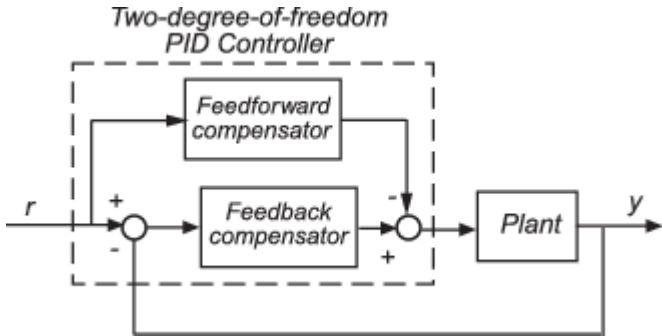 Two-degree-of-freedom
PID Controller
Feedforward
compensator
r
+
-
Feedback
compensator
-
+
Plant
y